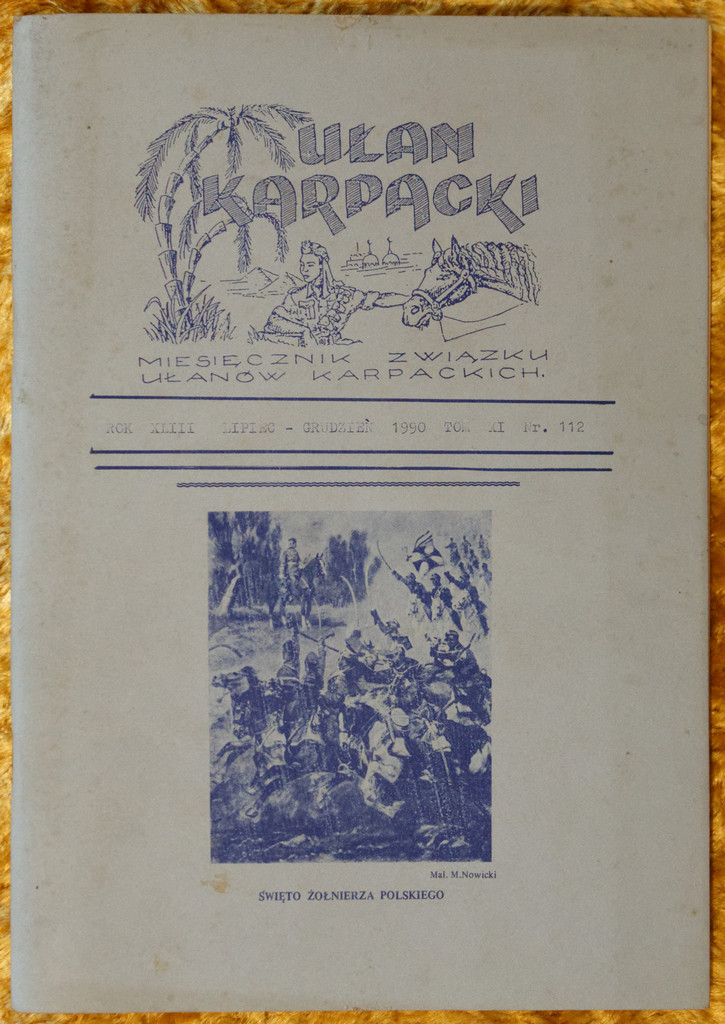 UŁAN
KARPACKI
MIESIĘCZNIK ZWIĄZKU
UŁANÓW KARPACKICH.
ROK XLIII LIPIEC - GRUDZIEŃ 1990 TOM XI Nr. 112
Mal. M.Nowicki
ŚWIĘTO ŻOŁNIERZA POLSKIEGO